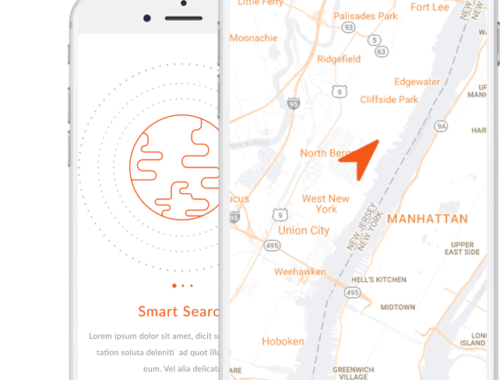 Little Ferry
Fort Lee
Palisades Park
93
Moonachie
5
63
Ridgefield
Edgewater
9
Cliffside Park
95
9A
North Berg
West New
York
9
Union City
495
NEW JERSEY
NEW YORK
MANHATTAN
UPPER
EAST SIDE
Weehawken
HELL'S KITCHEN
495
MIDTOWN
Hoboken
GREENWICH
VILLAGE
Smart Searc
Lorem ipsum dolor sit amet, dicit s
tation soluta deleniti ad quot illu
eum. Vel alia delicata